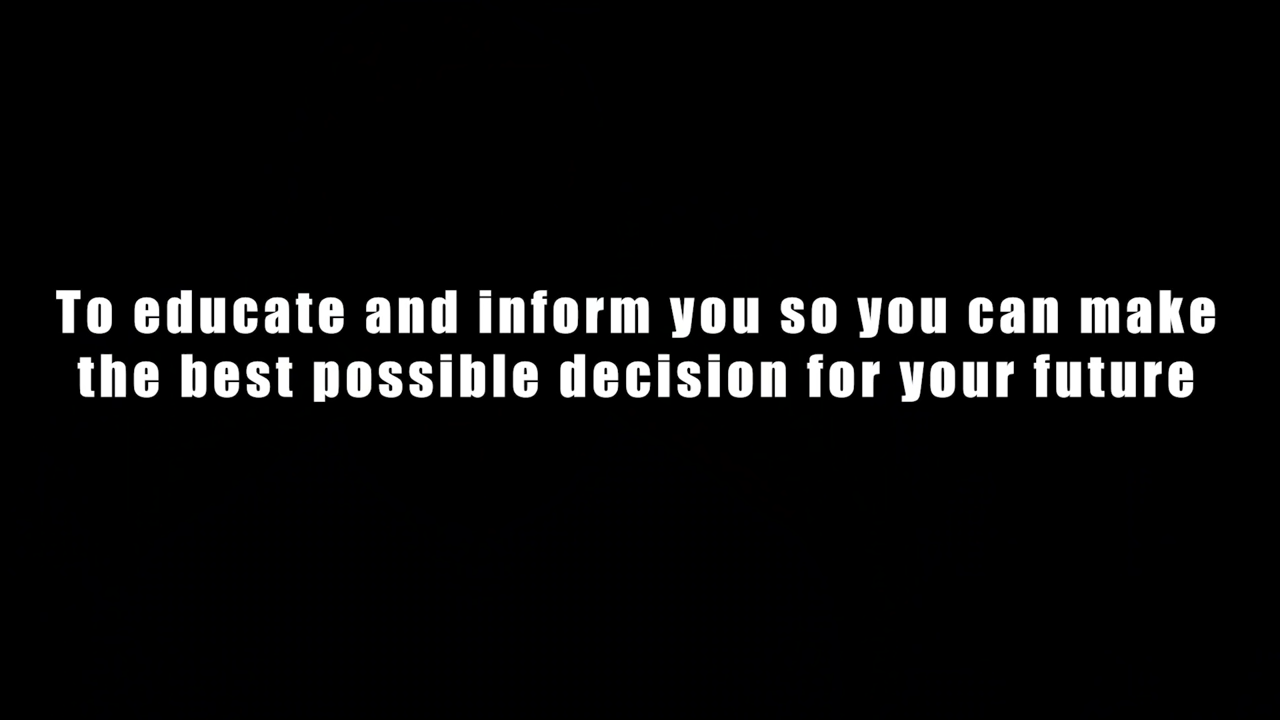 To educate and inform you so you can make
the best possible decision for your future